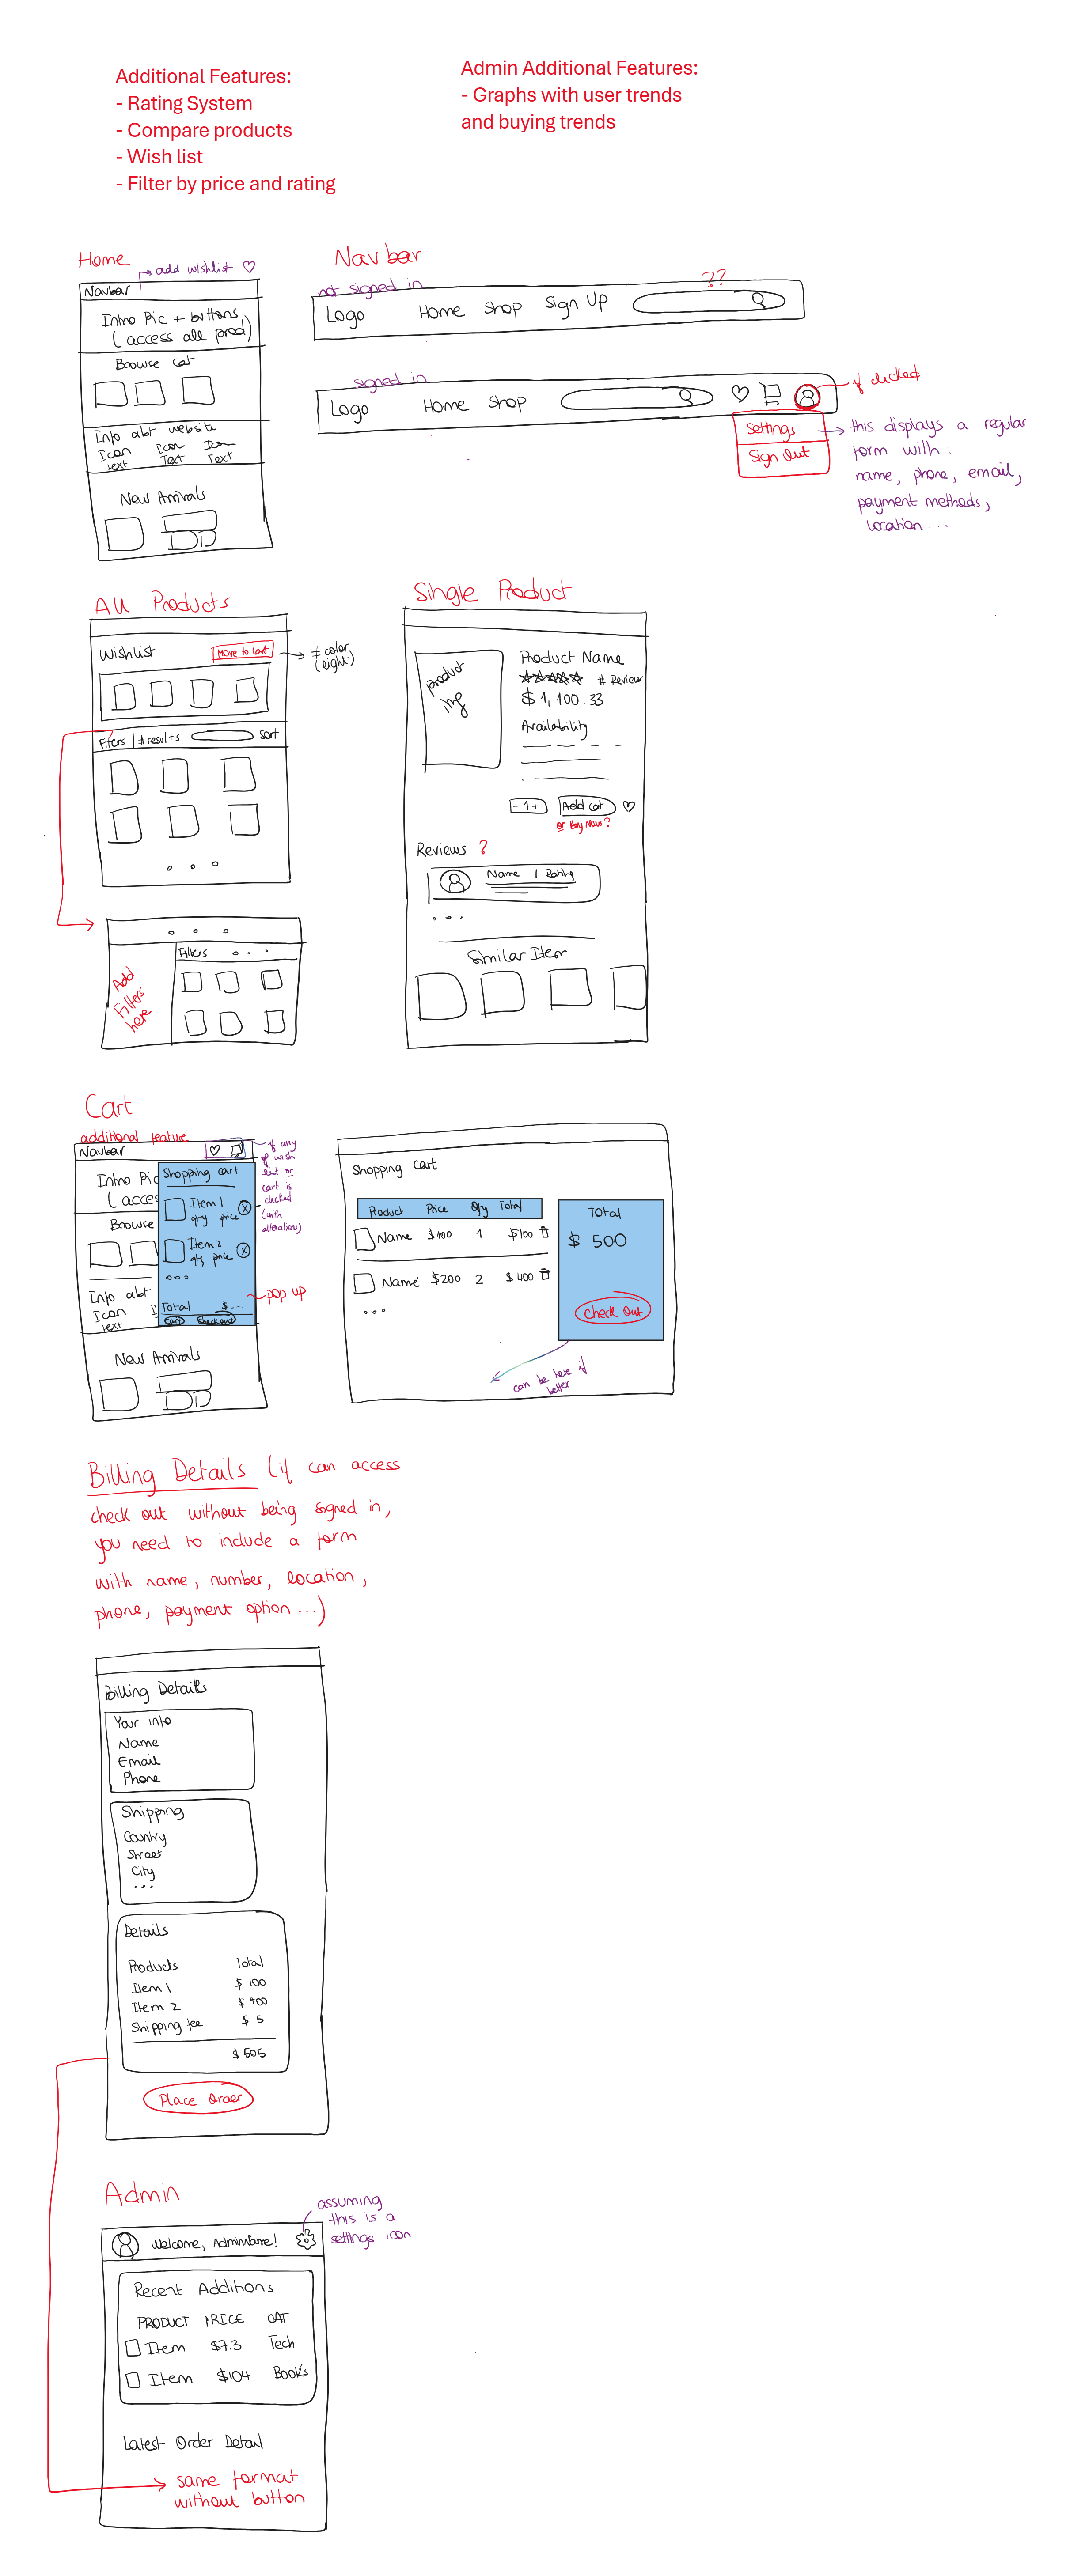 Additional Features:
- Rating System
- Compare products
- Wish list
- Filter by price and rating
Admin Additional Features:
- Graphs with user trends
and buying trends
Home
add wishlist
Navbar
Intro Pic + buttons
(access all prod)
Browse cat
Info abt website
Icon Icon Icon
text Text Text
New Arrivals
Navbar
??
not signed in
Logo Home Shop Sign Up
signed in
Logo Home Shop
if clicked
Settings
Sign Out
this displays a regular
form with:
name, phone, email,
payment methods,
location...
All Products
Wishlist
Move to cart
≠ color
(light)
Filters | # results Sort
Filters
Add
Filters
here
Single Product
product
img
Product Name
# Reviews
$ 1, 100.33
Availability
- 1 +
Add cart
or Buy Now?
Reviews ?
Name | Rating
Similar Item
Cart
additional feature
Navbar
if any
of wish
list or
cart is
clicked
(with
alterations)
Intro Pic
(acces
Browse
Info abt
Icon I
text
New Arrivals
Shopping cart
Item 1
qty price X
Item 2
qty price X
Total $...
Cart Checkout
pop up
Shopping Cart
Product Price Qty Total
Name $100 1 $100
Name $200 2 $400
Total
$ 500
Check Out
can be here if
better
Billing Details (if can access
check out without being signed in,
you need to include a form
with name, number, location,
phone, payment option...)
Billing Details
Your info
Name
Email
Phone
Shipping
Country
Street
City
Details
Products Total
Item 1 $ 100
Item 2 $ 400
Shipping fee $ 5
$ 505
Place Order
Admin
assuming
this is a
settings icon
Welcome, AdminName!
Recent Additions
PRODUCT PRICE CAT
Item $7.3 Tech
Item $104 Books
Latest Order Detail
same format
without button